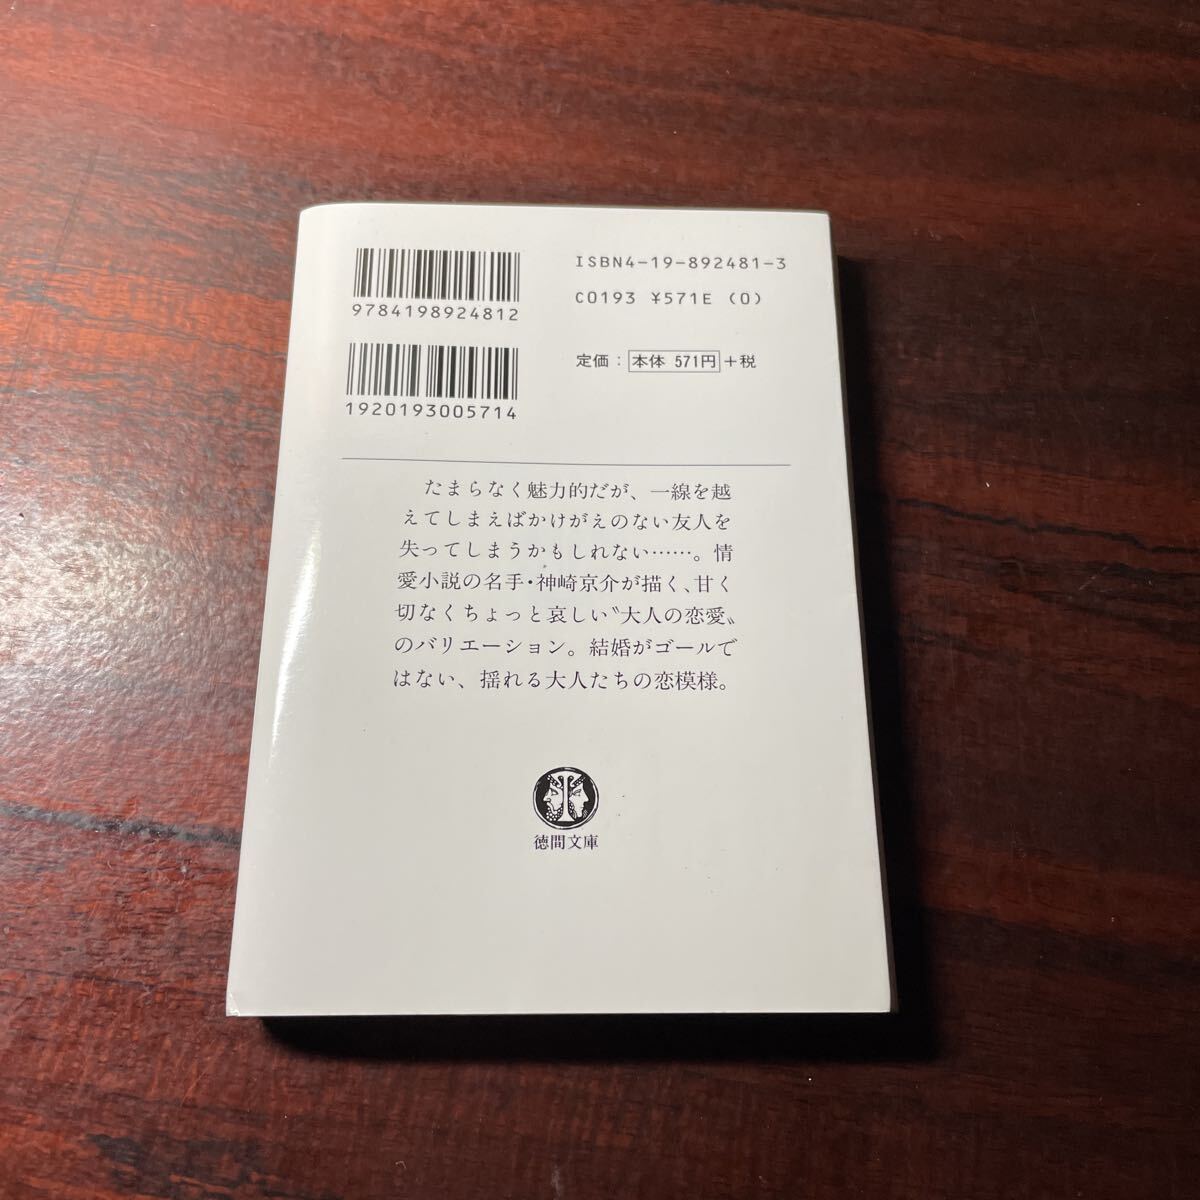 9784198924812
1920193005714
ISBN4-19-892481-3
C0193 ¥571E (0)
定価：本体 571円+税
たまらなく魅力的だが、一線を越
えてしまえばかけがえのない友人を
失ってしまうかもしれない……。情
愛小説の名手・神崎京介が描く、甘く
切なくちょっと哀しい〝大人の恋愛〟
のバリエーション。結婚がゴールで
はない、揺れる大人たちの恋模様。
徳間文庫